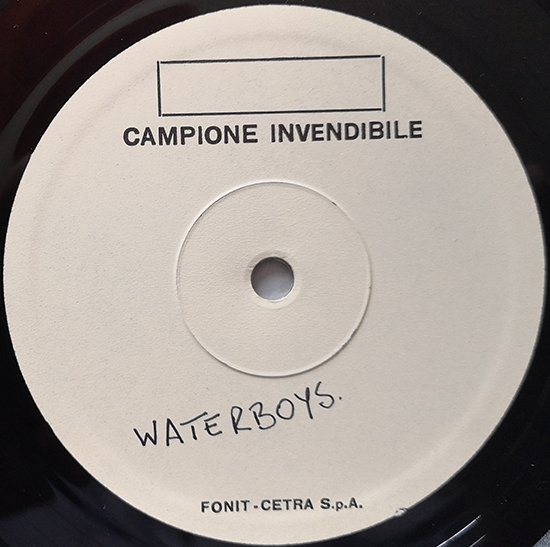 CAMPIONE INVENDIBILE
WATERBOYS.
FONIT-CETRA S.p.A.